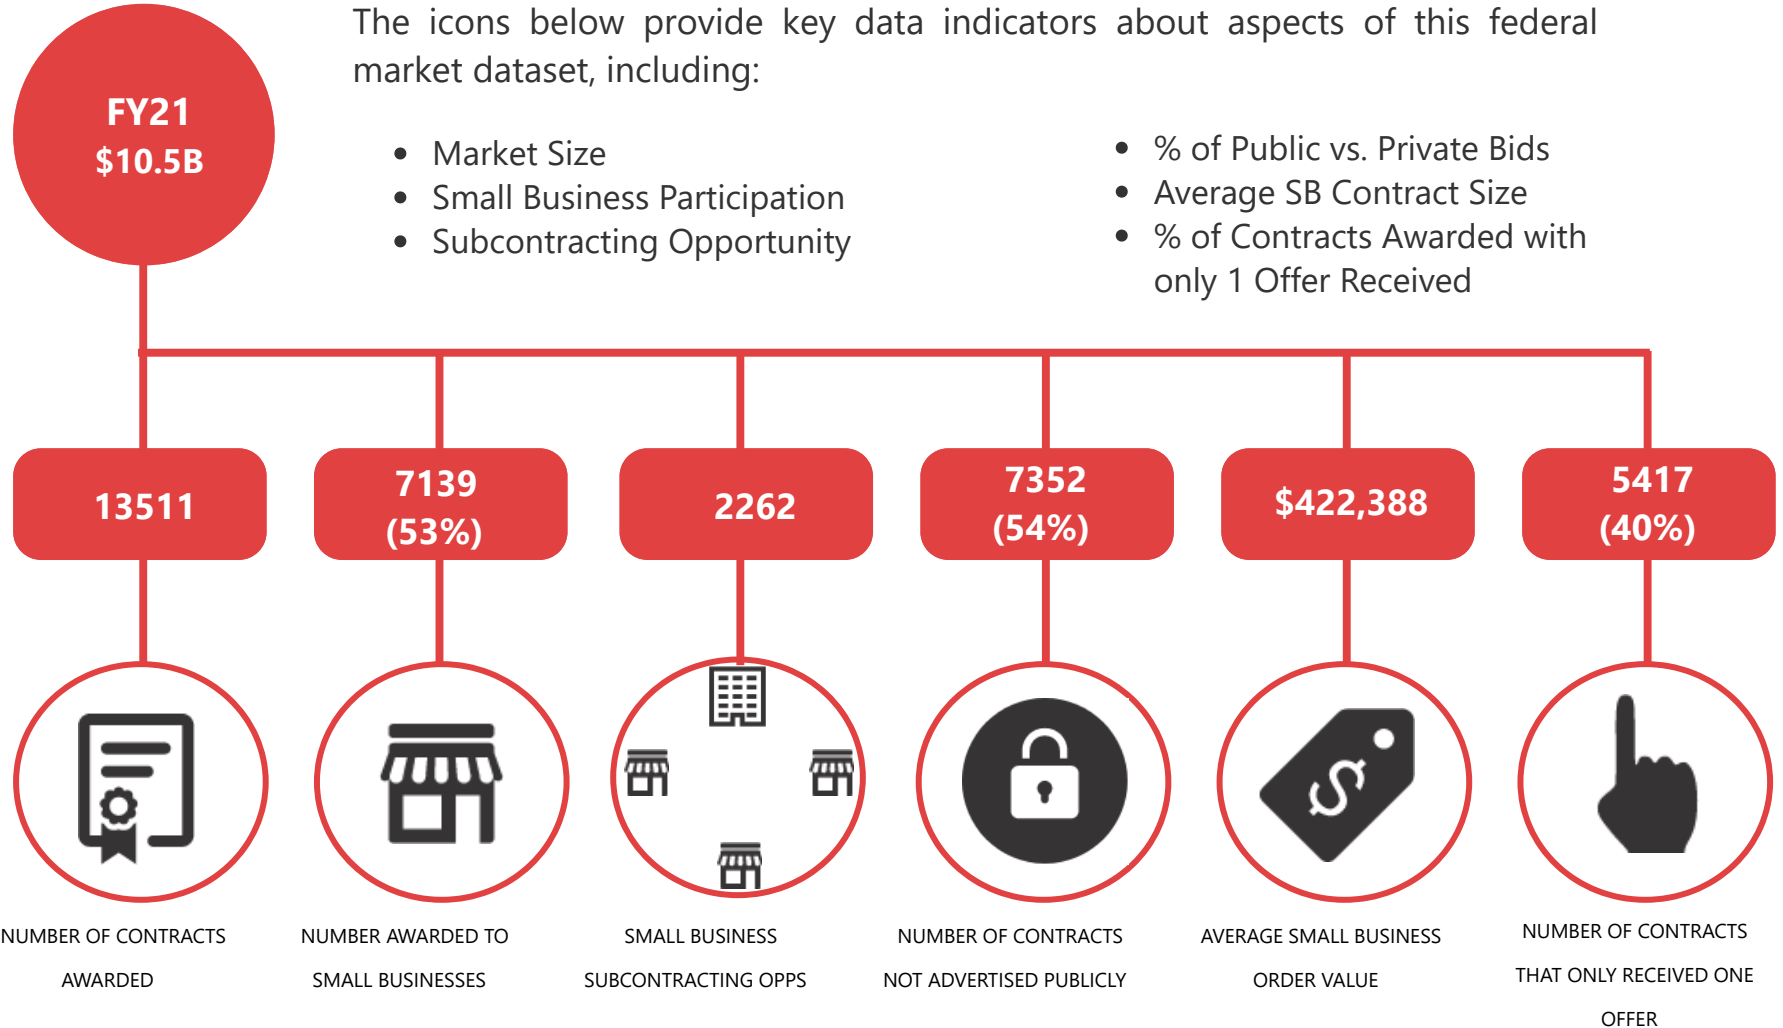 FY21
$10.5B
The icons below provide key data indicators about aspects of this federal
market dataset, including:
• Market Size
• Small Business Participation
• Subcontracting Opportunity
• % of Public vs. Private Bids
• Average SB Contract Size
• % of Contracts Awarded with
only 1 Offer Received
13511
7139
(53%)
2262
7352
(54%)
$422,388
5417
(40%)
$
NUMBER OF CONTRACTS
AWARDED
NUMBER AWARDED TO
SMALL BUSINESSES
SMALL BUSINESS
SUBCONTRACTING OPPS
NUMBER OF CONTRACTS
NOT ADVERTISED PUBLICLY
AVERAGE SMALL BUSINESS
ORDER VALUE
NUMBER OF CONTRACTS
THAT ONLY RECEIVED ONE
OFFER